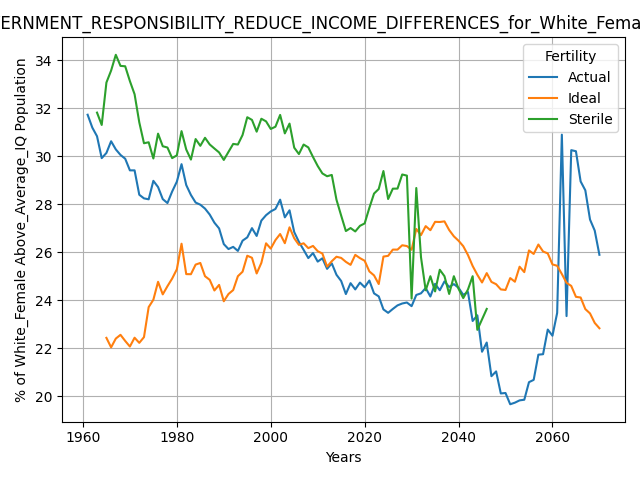 ERNMENT_RESPONSIBILITY_REDUCE_INCOME_DIFFERENCES_for_White_Fema
% of White_Female Above_Average_IQ Population
34
32
30
28
26
24
22
20
Fertility
Actual
Ideal
Sterile
1960 1980 2000 2020 2040 2060
Years